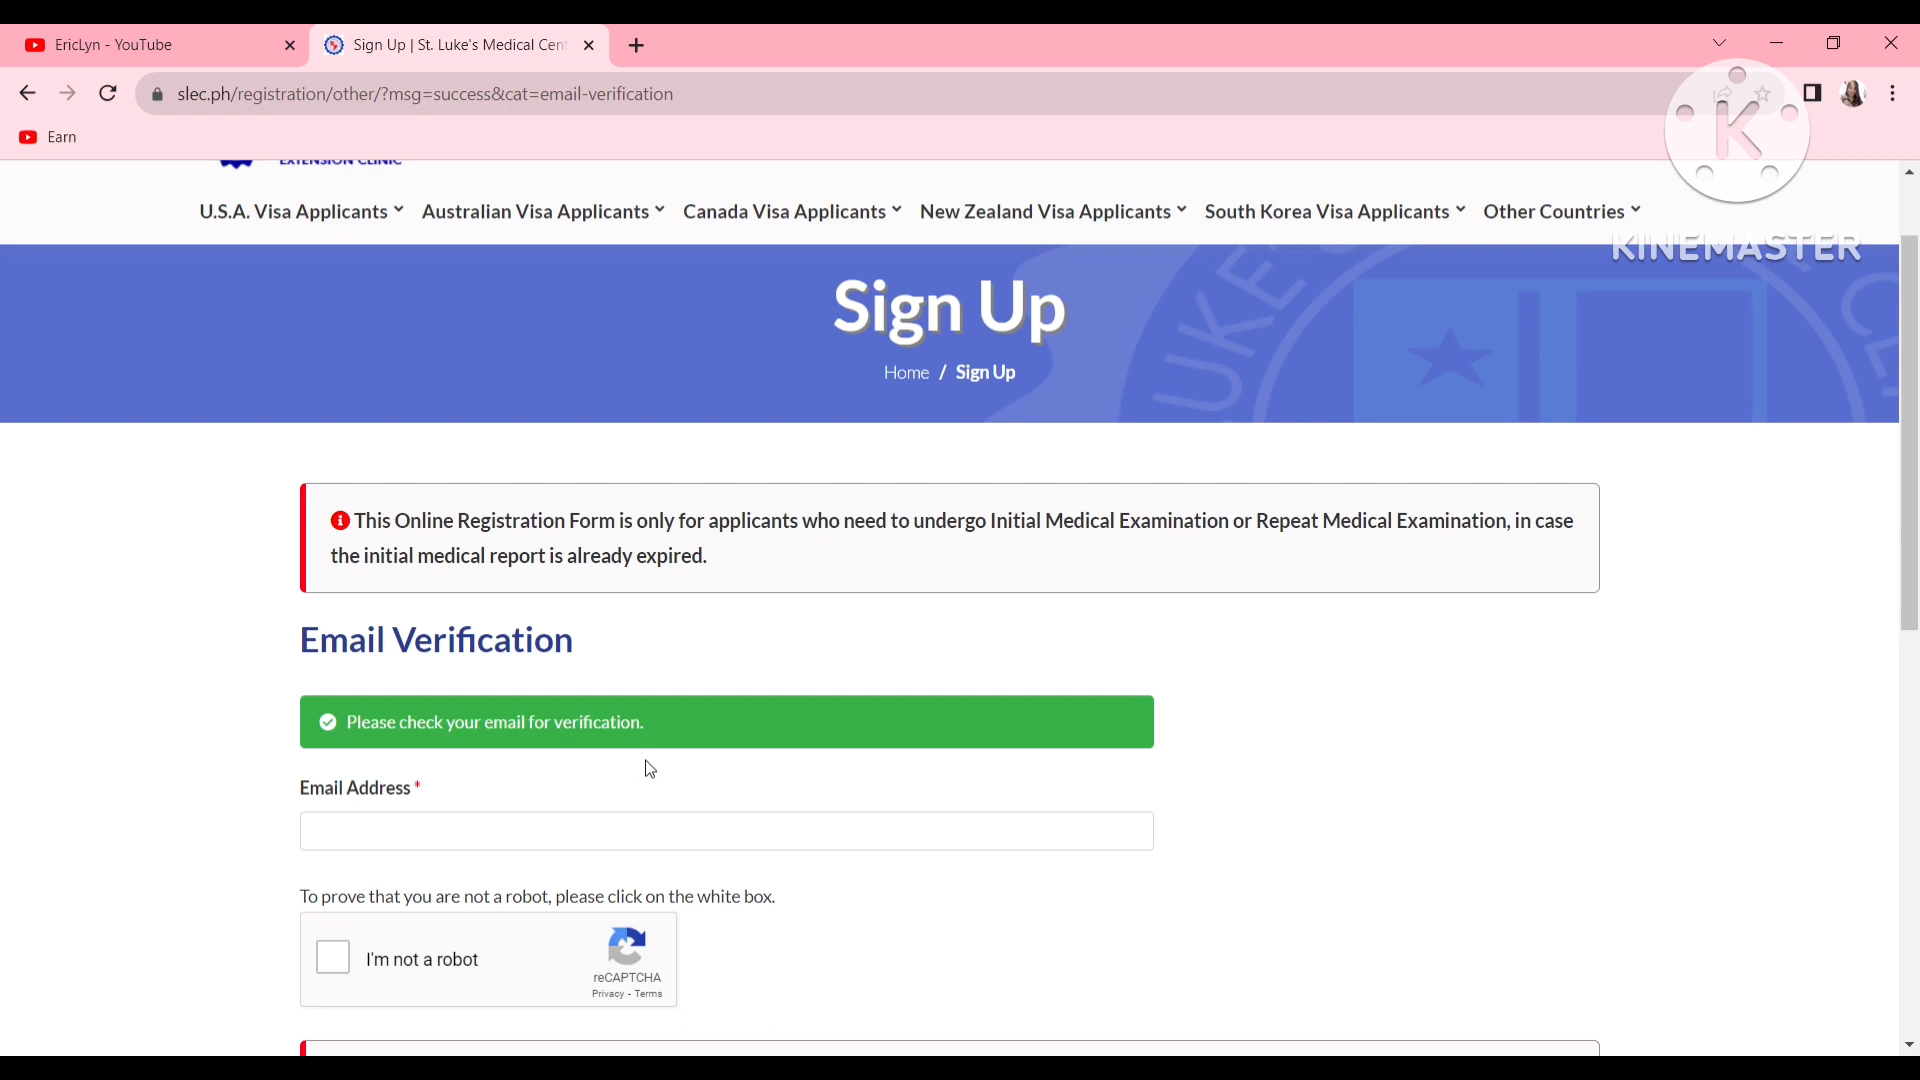 EricLyn - YouTube
Sign Up | St. Luke's Medical Cen
slec.ph/registration/other/?msg=success&cat=email-verification
Earn
EXTENSION CLINIC
U.S.A. Visa Applicants
Australian Visa Applicants
Canada Visa Applicants
New Zealand Visa Applicants
South Korea Visa Applicants
Other Countries
K
KINEMASTER
Sign Up
Home / Sign Up
LUKE'S
This Online Registration Form is only for applicants who need to undergo Initial Medical Examination or Repeat Medical Examination, in case
the initial medical report is already expired.
Email Verification
Please check your email for verification.
Email Address *
To prove that you are not a robot, please click on the white box.
I'm not a robot
reCAPTCHA
Privacy - Terms